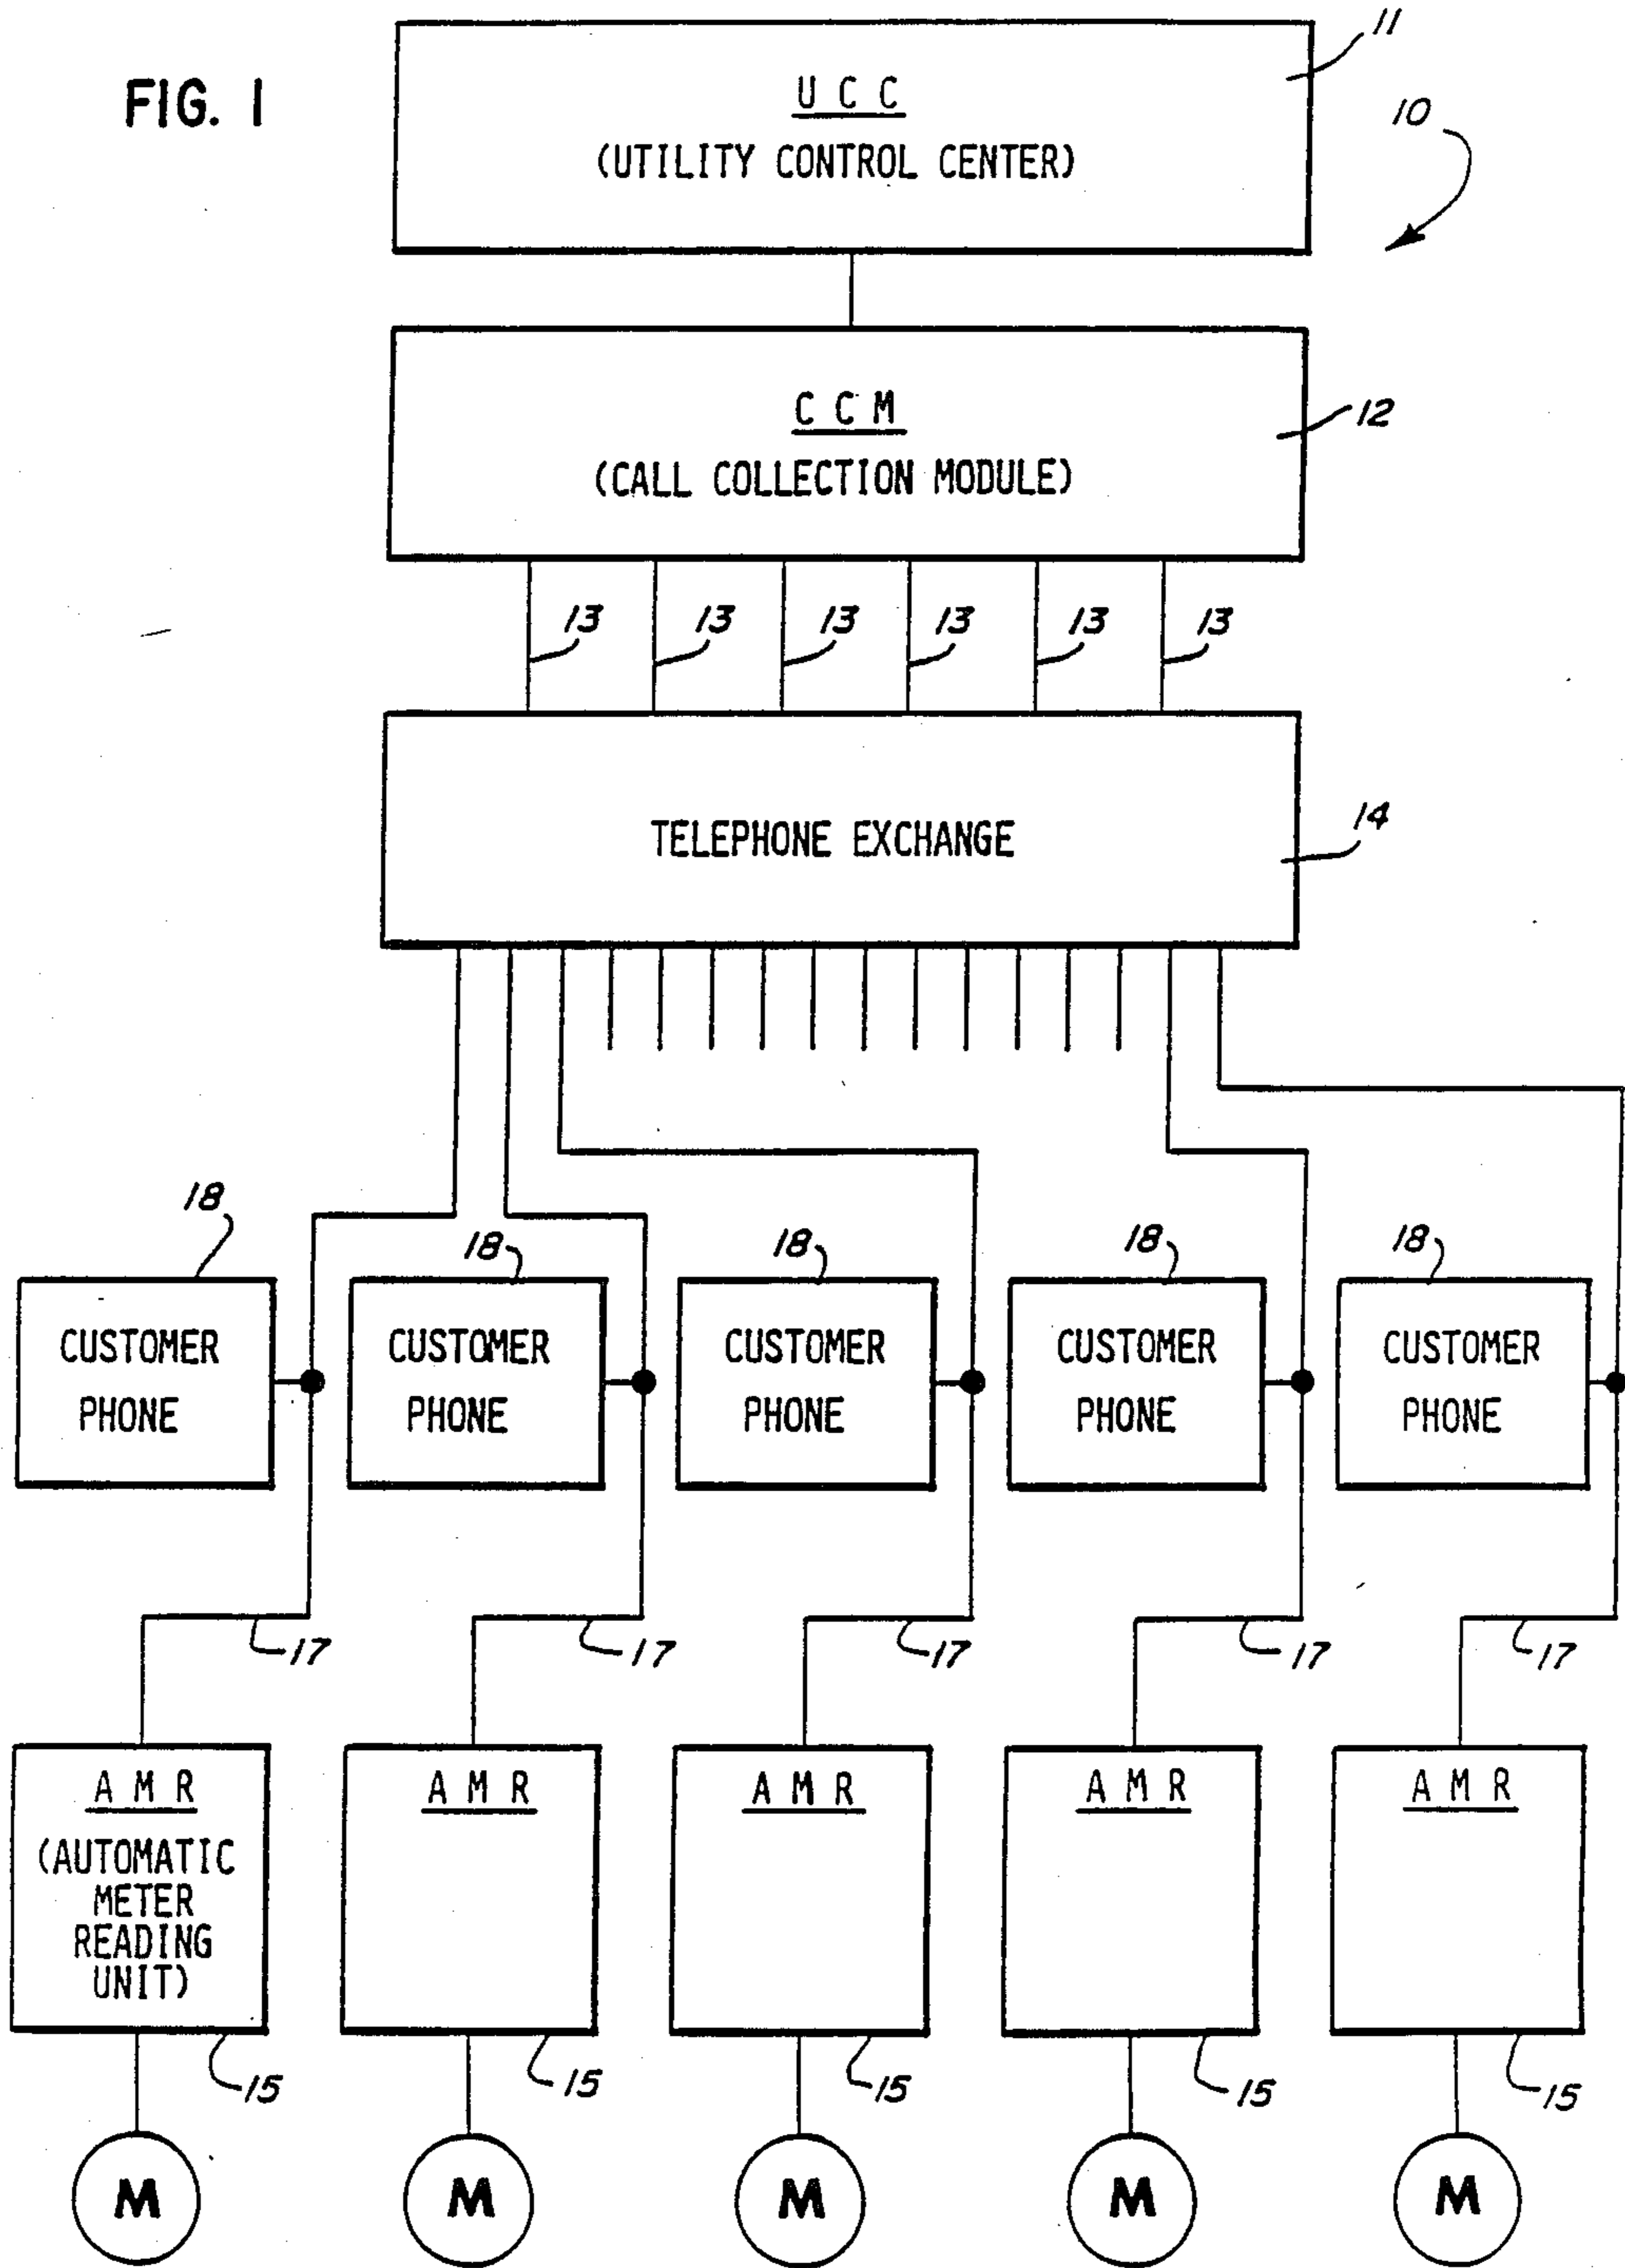 FIG. 1
11
U C C
(UTILITY CONTROL CENTER)
10
C C M
(CALL COLLECTION MODULE)
12
13 13 13 13 13 13
TELEPHONE EXCHANGE
14
18 18 18 18 18
CUSTOMER PHONE
CUSTOMER PHONE
CUSTOMER PHONE
CUSTOMER PHONE
CUSTOMER PHONE
17 17 17 17 17
A M R
(AUTOMATIC
METER
READING
UNIT)
A M R
A M R
A M R
A M R
15 15 15 15 15
M M M M M